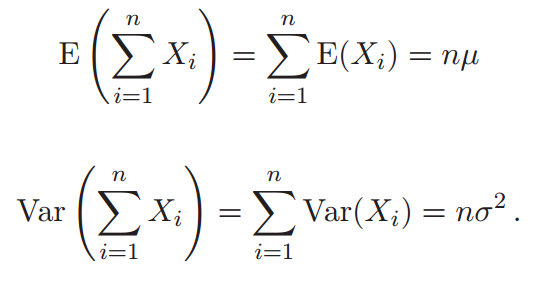 E(∑_{i=1}^{n} X_i) = ∑_{i=1}^{n} E(X_i) = nμ
Var(∑_{i=1}^{n} X_i) = ∑_{i=1}^{n} Var(X_i) = nσ^2 .